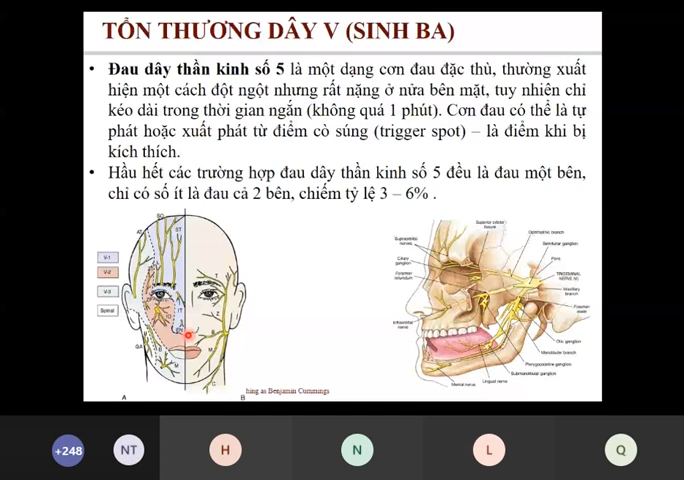 TỔN THƯƠNG DÂY V (SINH BA)
• Đau dây thần kinh số 5 là một dạng cơn đau đặc thù, thường xuất
hiện một cách đột ngột nhưng rất nặng ở nửa bên mặt, tuy nhiên chỉ
kéo dài trong thời gian ngắn (không quá 1 phút). Cơn đau có thể là tự
phát hoặc xuất phát từ điểm cò súng (trigger spot) – là điểm khi bị
kích thích.
• Hầu hết các trường hợp đau dây thần kinh số 5 đều là đau một bên,
chỉ có số ít là đau cả 2 bên, chiếm tỷ lệ 3 – 6% .
V-1
V-2
V-3
Spinal
SO
AT
ST
IT
GA
M
T
Z
B
M
C
A
B
hing as Benjamin Cummings
Superior orbital
fissure
Ophthalmic branch
Semilunar ganglion
Pons
TRIGEMINAL
NERVE (V)
Maxillary
branch
Foramen
ovale
Otic ganglion
Mandibular branch
Pterygopalatine ganglion
Submandibular ganglion
Lingual nerve
Mental nerve
Infraorbital
nerve
Foramen
Ciliary
ganglion
Supraorbital
nerves
+248
NT
H
N
L
Q